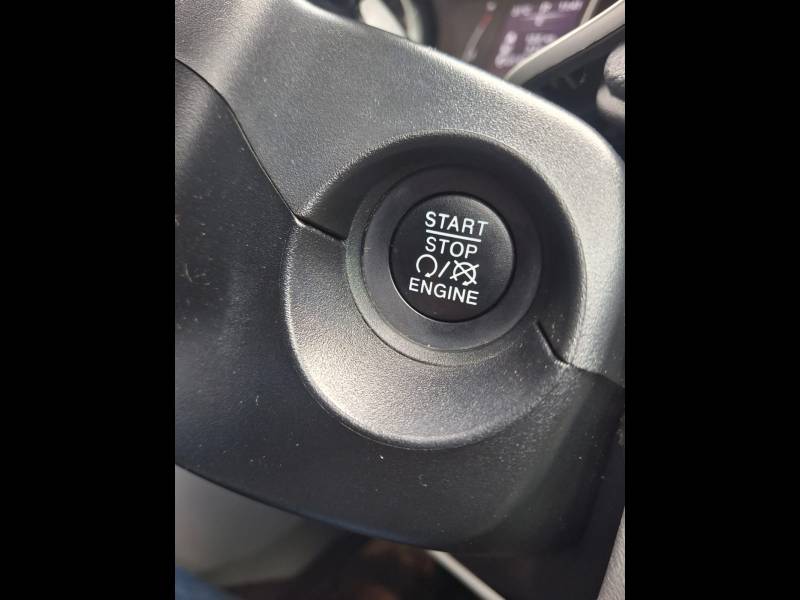 START
STOP
/
ENGINE